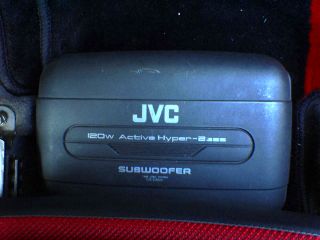 JVC
120W Active Hyper-Bass
SUBWOOFER